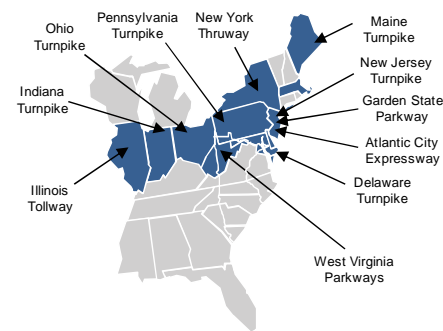 Ohio
Turnpike
Pennsylvania
Turnpike
New York
Thruway
Maine
Turnpike
New Jersey
Turnpike
Garden State
Parkway
Atlantic City
Expressway
Delaware
Turnpike
Indiana
Turnpike
Illinois
Tollway
West Virginia
Parkways